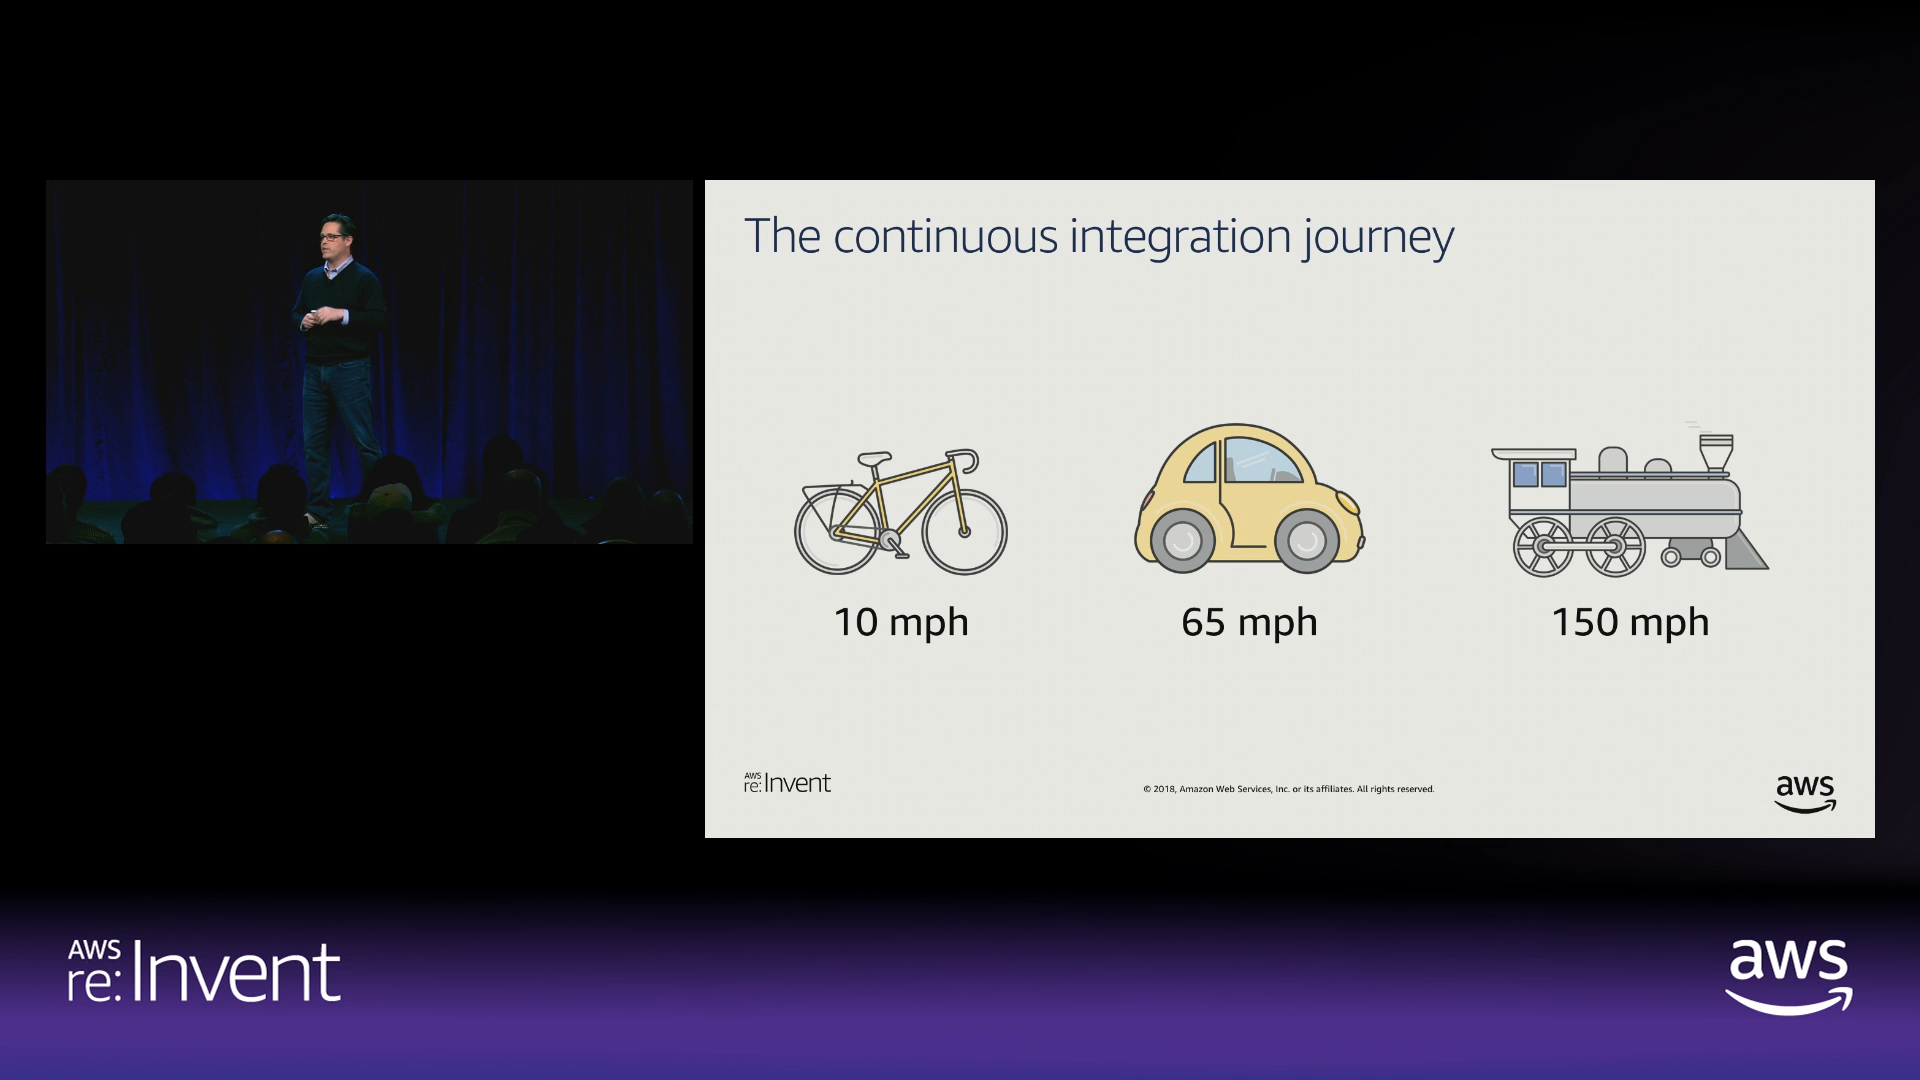 The continuous integration journey
10 mph
65 mph
150 mph
AWS
re:Invent
© 2018, Amazon Web Services, Inc. or its affiliates. All rights reserved.
aws
AWS
re:Invent
aws